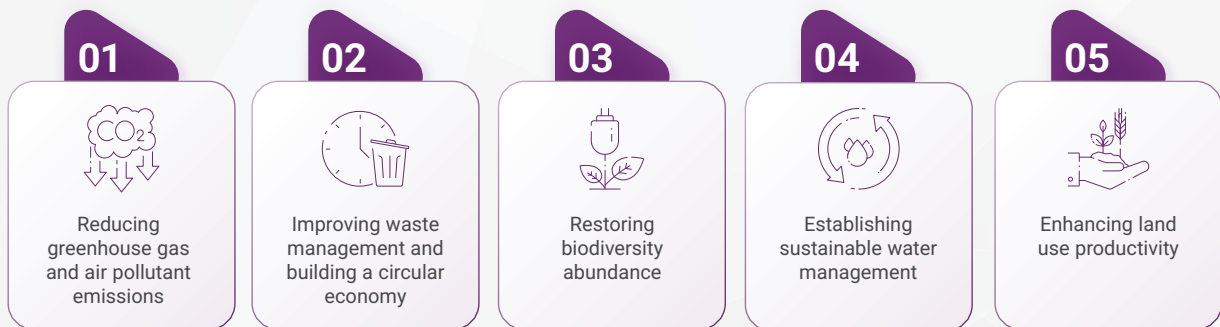 01
CO2
Reducing
greenhouse gas
and air pollutant
emissions
02
Improving waste
management and
building a circular
economy
03
Restoring
biodiversity
abundance
04
Establishing
sustainable water
management
05
Enhancing land
use productivity